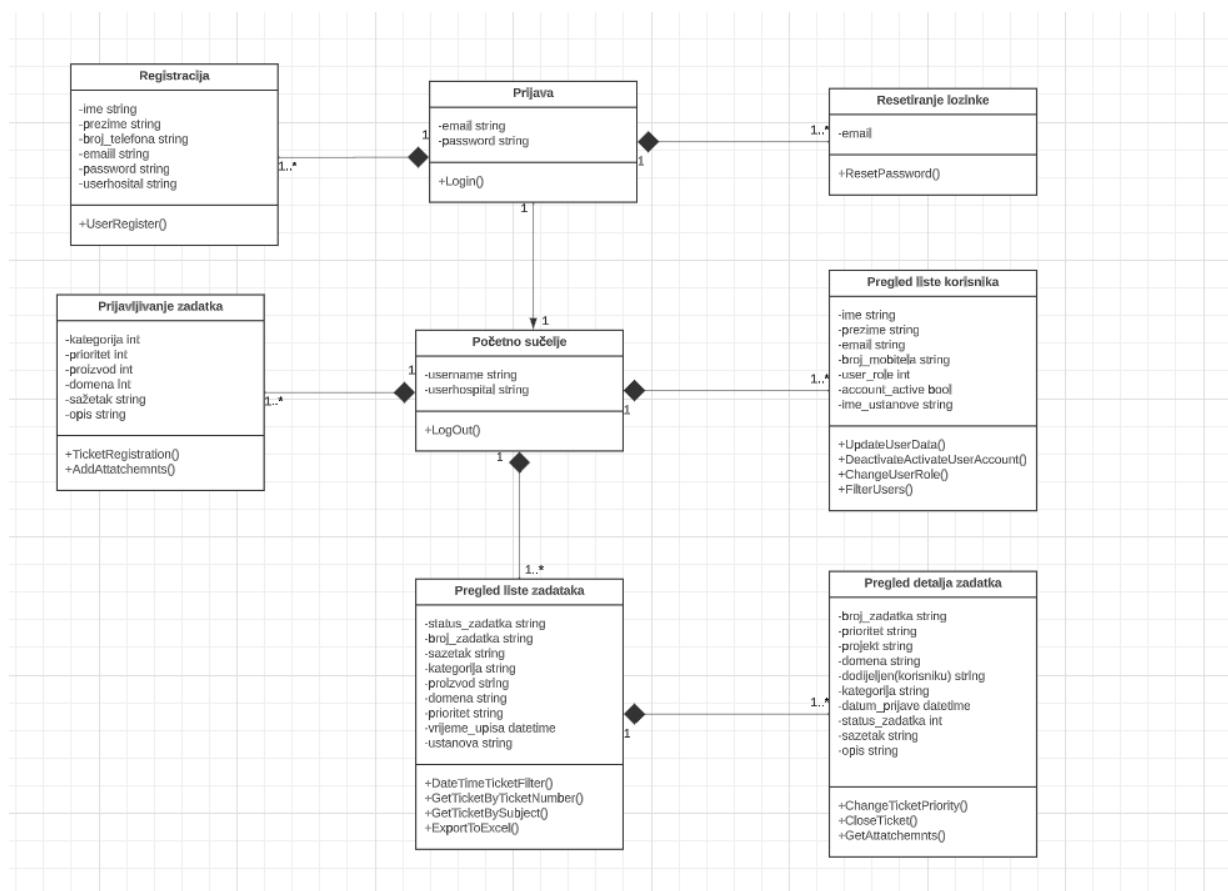 Registracija
-ime string
-prezime string
-broj_telefona string
-emaill string
-password string
-userhosital string
+UserRegister()
1..*
1
Prijava
-email string
-password string
+Login()
1
1
1..*
Resetiranje lozinke
-email
+ResetPassword()
Prijavljivanje zadatka
-kategorija int
-prioritet int
-proizvod int
-domena int
-sažetak string
-opis string
+TicketRegistration()
+AddAttatchemnts()
1..*
1
1
Početno sučelje
-username string
-userhospital string
+LogOut()
1
1
1..*
Pregled liste korisnika
-ime string
-prezime string
-email string
-broj_mobitela string
-user_role int
-account_active bool
-ime_ustanove string
+UpdateUserData()
+DeactivateActivateUserAccount()
+ChangeUserRole()
+FilterUsers()
1..*
Pregled liste zadataka
-status_zadatka string
-broj_zadatka string
-sazetak string
-kategorija string
-proizvod string
-domena string
-prioritet string
-vrijeme_upisa datetime
-ustanova string
+DateTimeTicketFilter()
+GetTicketByTicketNumber()
+GetTicketBySubject()
+ExportToExcel()
1
1..*
Pregled detalja zadatka
-broj_zadatka string
-prioritet string
-projekt string
-domena string
-dodijeljen(korisniku) string
-kategorija string
-datum_prijave datetime
-status_zadatka int
-sazetak string
-opis string
+ChangeTicketPriority()
+CloseTicket()
+GetAttatchemnts()